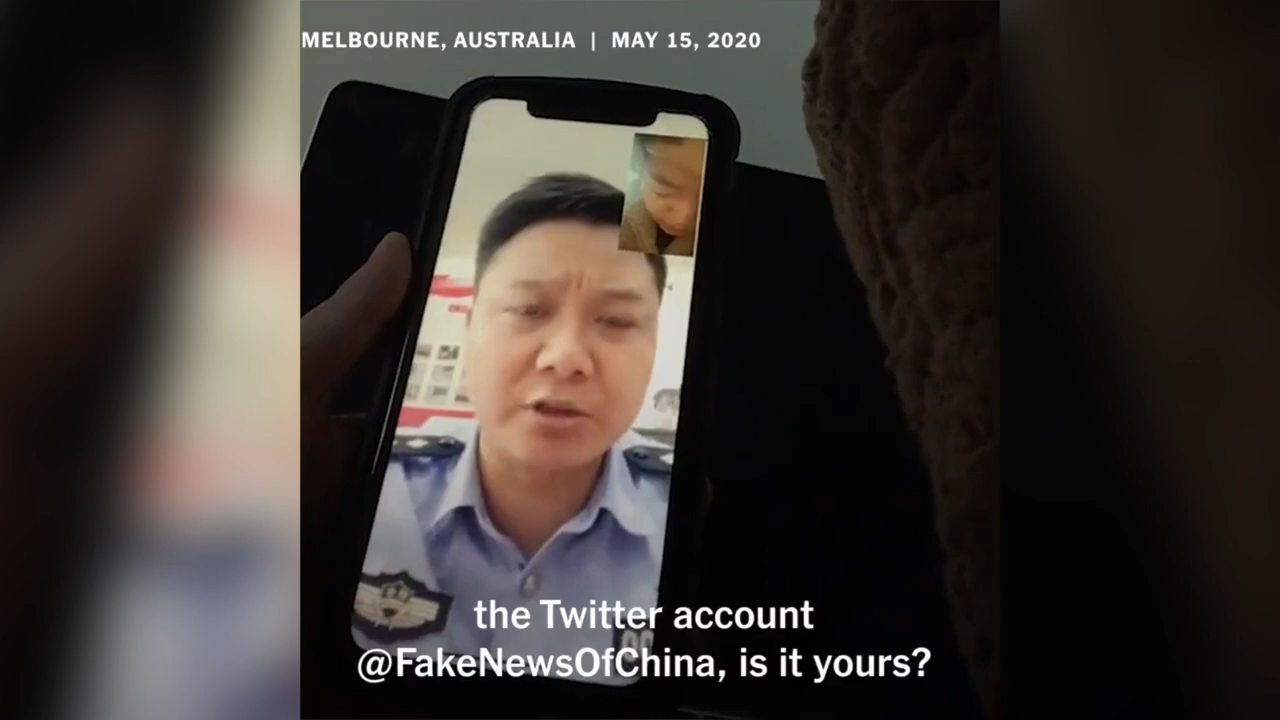 MELBOURNE, AUSTRALIA | MAY 15, 2020
the Twitter account
@FakeNewsOfChina, is it yours?